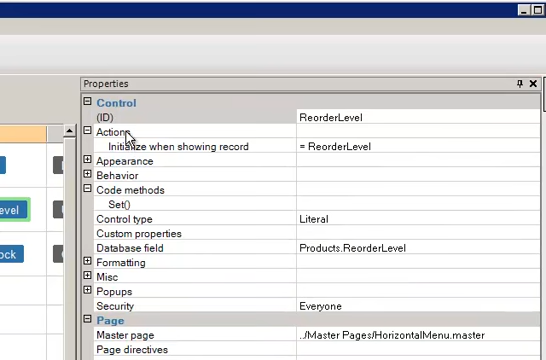 Properties
Control
(ID) ReorderLevel
Actions
Initialize when showing record = ReorderLevel
Appearance
Behavior
Code methods
Set()
Control type Literal
Custom properties
Database field Products.ReorderLevel
Formatting
Misc
Popups
Security Everyone
Page
Master page ../Master Pages/HorizontalMenu.master
Page directives
evel
ock